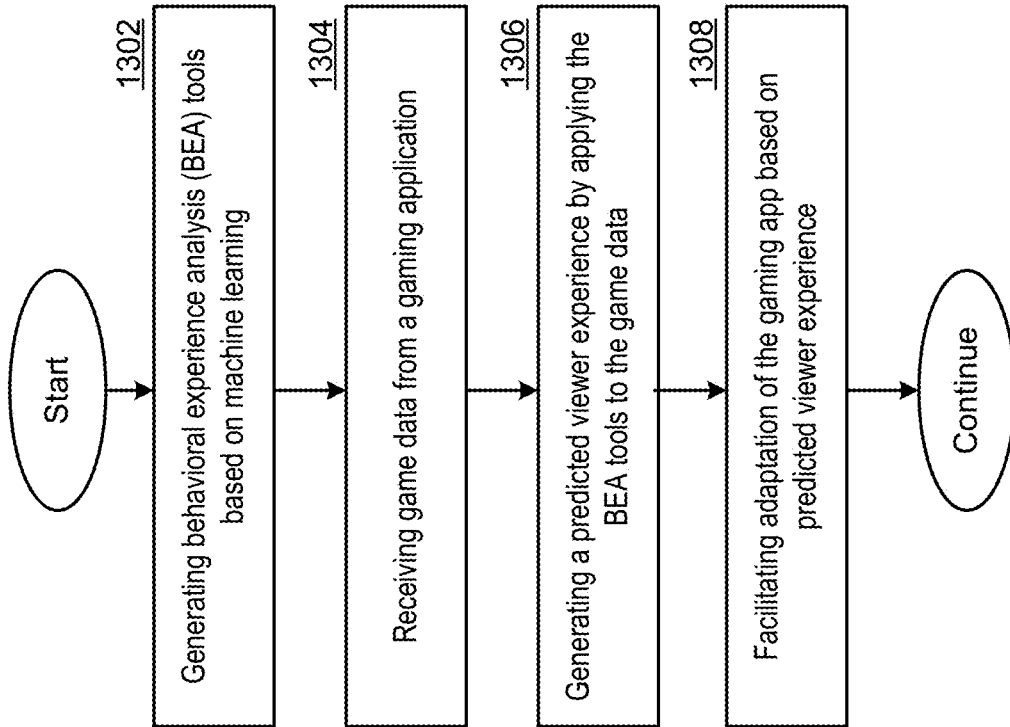 Start
1302
Generating behavioral experience analysis (BEA) tools
based on machine learning
1304
Receiving game data from a gaming application
1306
Generating a predicted viewer experience by applying the
BEA tools to the game data
1308
Facilitating adaptation of the gaming app based on
predicted viewer experience
Continue